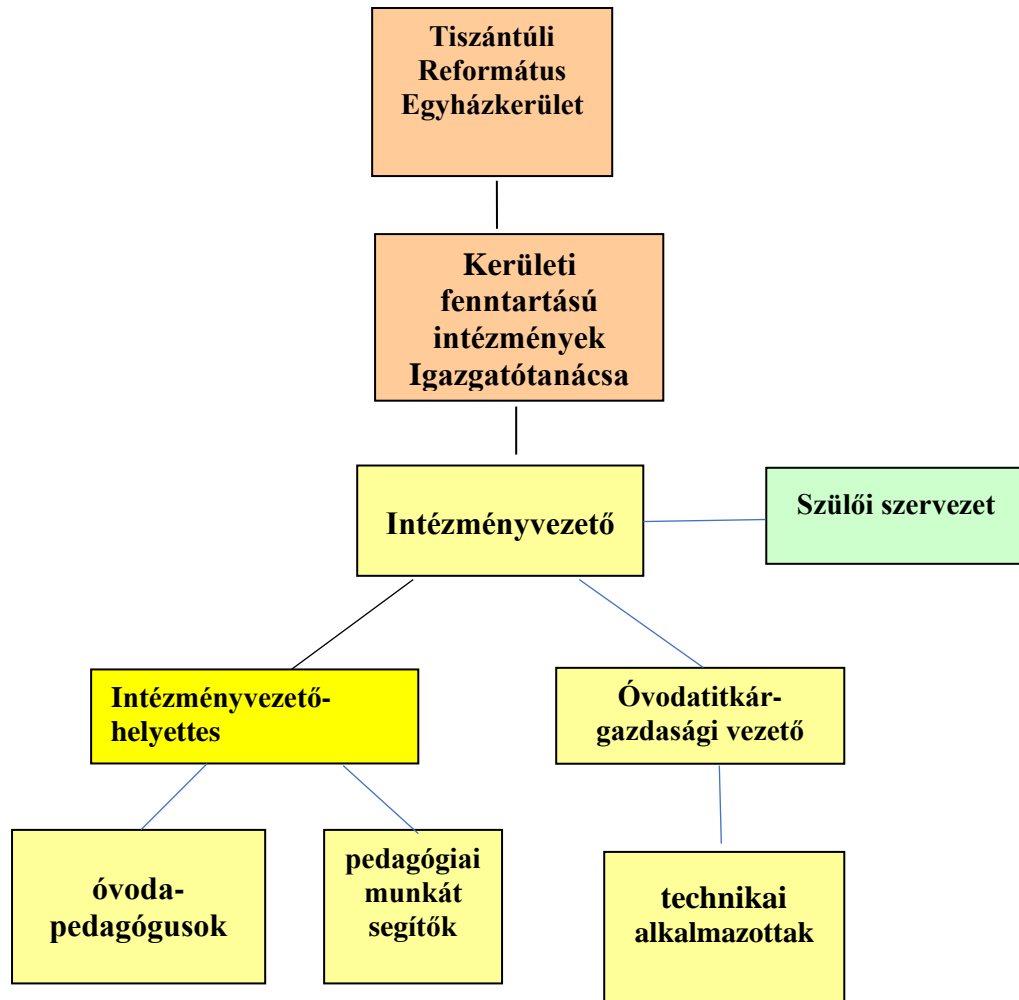 Tiszántúli
Református
Egyházkerület
Kerületi
fenntartású
intézmények
Igazgatótanácsa
Intézményvezető
Szülői szervezet
Intézményvezető-
helyettes
Óvodatitkár-
gazdasági vezető
óvoda-
pedagógusok
pedagógiai
munkát
segítők
technikai
alkalmazottak